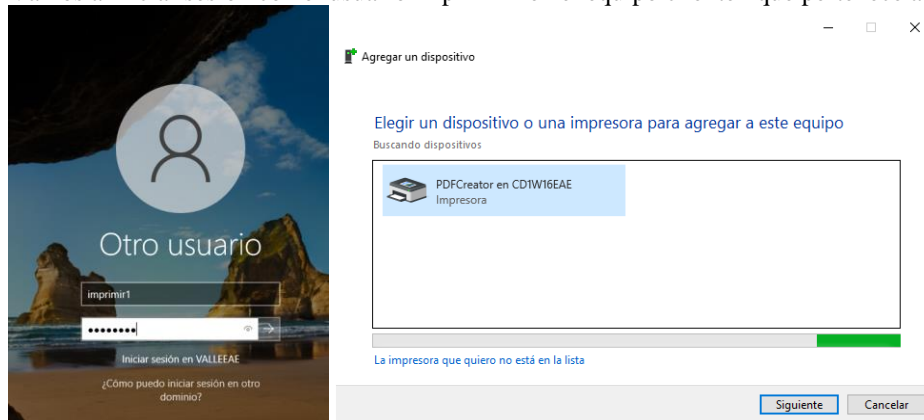 Agregar un dispositivo
Elegir un dispositivo o una impresora para agregar a este equipo
Buscando dispositivos
PDFCreator en CD1W16EAE
Impresora
Otro usuario
imprimir1
Iniciar sesión en VALLEEAE
¿Cómo puedo iniciar sesión en otro
dominio?
La impresora que quiero no está en la lista
Siguiente
Cancelar